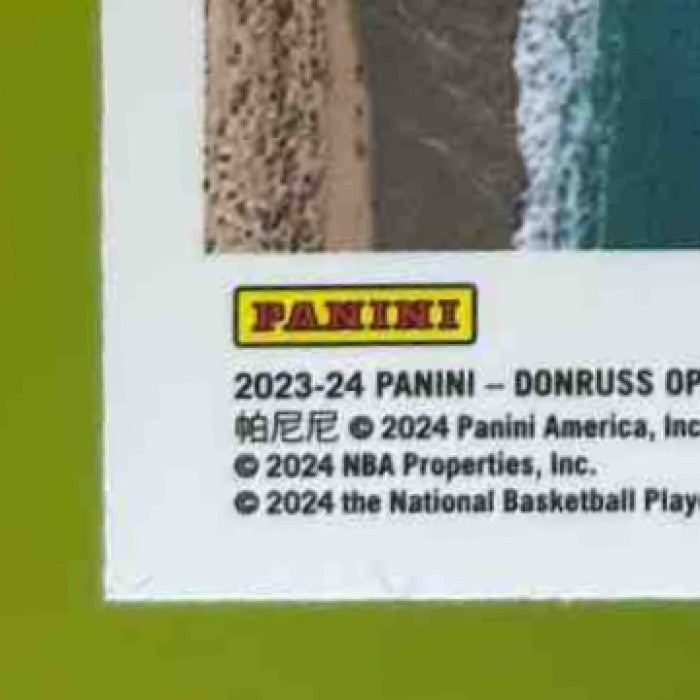 PANINI
2023-24 PANINI – DONRUSS OP
帕尼尼 © 2024 Panini America, Inc
© 2024 NBA Properties, Inc.
© 2024 the National Basketball Play